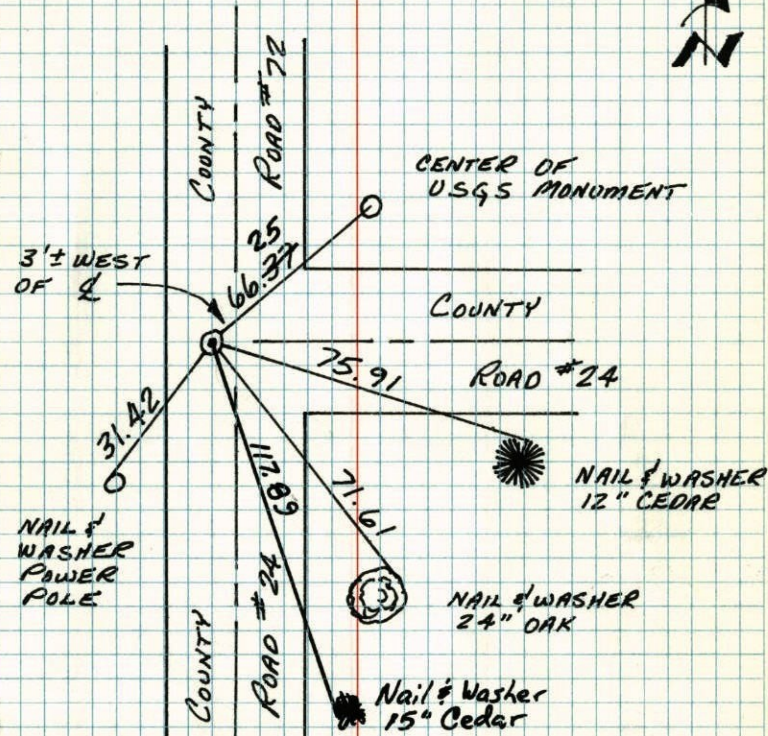 N
COUNTY
ROAD #72
CENTER OF
USGS MONUMENT
25
66.37
3'± WEST
OF ℄
COUNTY
ROAD #24
75.91
31.42
117.89
71.61
NAIL & WASHER
12" CEDAR
NAIL &
WASHER
POWER
POLE
NAIL & WASHER
24" OAK
COUNTY
ROAD #24
Nail & Washer
15" Cedar